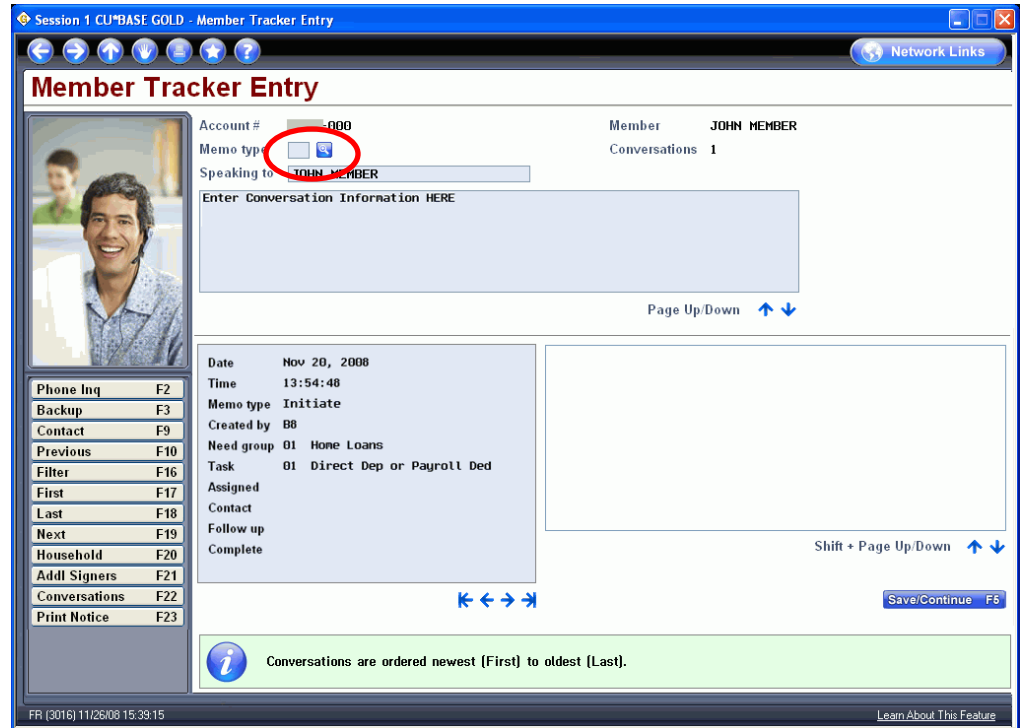 Session 1 CU*BASE GOLD - Member Tracker Entry
Network Links
Member Tracker Entry
Account # -000 Member JOHN MEMBER
Memo type Conversations 1
Speaking to JOHN MEMBER
Enter Conversation Information HERE
Page Up/Down
Date Nov 20, 2008
Time 13:54:48
Memo type Initiate
Created by B8
Need group 01 Home Loans
Task 01 Direct Dep or Payroll Ded
Assigned
Contact
Follow up
Complete
Phone Inq F2
Backup F3
Contact F9
Previous F10
Filter F16
First F17
Last F18
Next F19
Household F20
Addl Signers F21
Conversations F22
Print Notice F23
Shift + Page Up/Down
Save/Continue F5
Conversations are ordered newest (First) to oldest (Last).
FR (3016) 11/26/08 15:39:15
Learn About This Feature